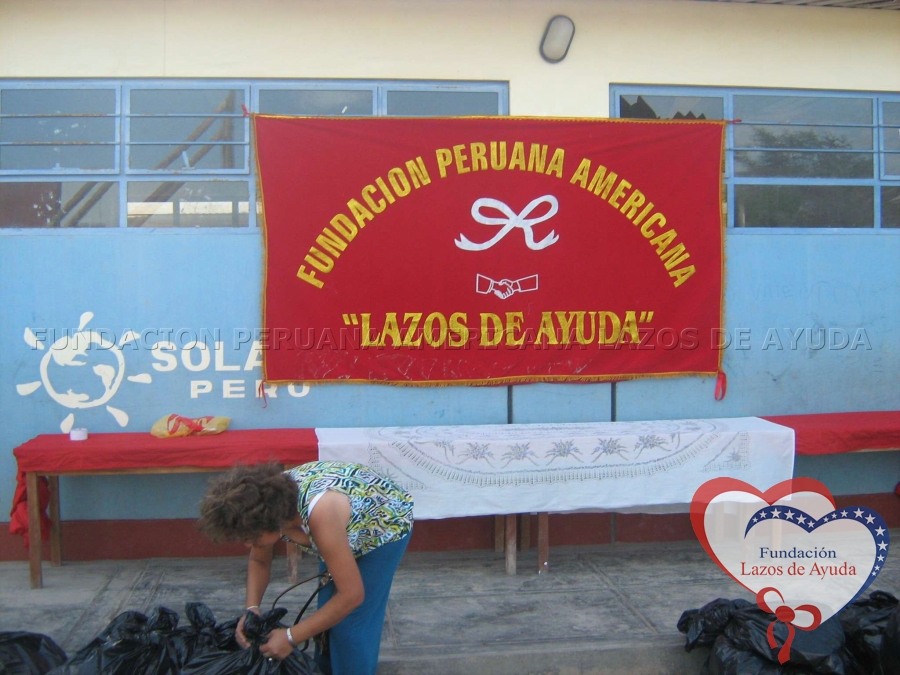 FUNDACION PERUANA AMERICANA
"LAZOS DE AYUDA"
FUNDACION PERUANA AMERICANA LAZOS DE AYUDA
SOLA
PERU
Fundación
Lazos de Ayuda